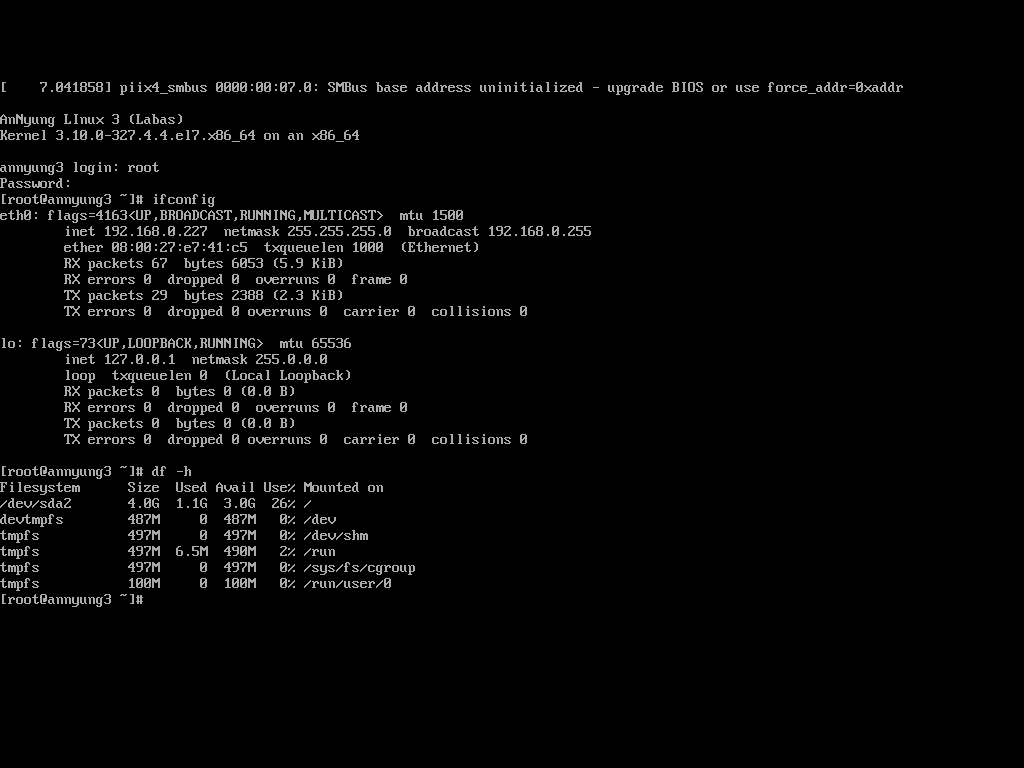 [    7.041858] piix4_smbus 0000:00:07.0: SMBus base address uninitialized - upgrade BIOS or use force_addr=0xaddr
AnNyung LInux 3 (Labas)
Kernel 3.10.0-327.4.4.el7.x86_64 on an x86_64
annyung3 login: root
Password:
[root@annyung3 ~]# ifconfig
eth0: flags=4163<UP,BROADCAST,RUNNING,MULTICAST>  mtu 1500
        inet 192.168.0.227  netmask 255.255.255.0  broadcast 192.168.0.255
        ether 08:00:27:e7:41:c5  txqueuelen 1000  (Ethernet)
        RX packets 67  bytes 6053 (5.9 KiB)
        RX errors 0  dropped 0  overruns 0  frame 0
        TX packets 29  bytes 2388 (2.3 KiB)
        TX errors 0  dropped 0 overruns 0  carrier 0  collisions 0
lo: flags=73<UP,LOOPBACK,RUNNING>  mtu 65536
        inet 127.0.0.1  netmask 255.0.0.0
        loop  txqueuelen 0  (Local Loopback)
        RX packets 0  bytes 0 (0.0 B)
        RX errors 0  dropped 0  overruns 0  frame 0
        TX packets 0  bytes 0 (0.0 B)
        TX errors 0  dropped 0 overruns 0  carrier 0  collisions 0
[root@annyung3 ~]# df -h
Filesystem      Size  Used Avail Use% Mounted on
/dev/sda2       4.0G  1.1G  3.0G  26% /
devtmpfs        487M     0  487M   0% /dev
tmpfs           497M     0  497M   0% /dev/shm
tmpfs           497M  6.5M  490M   2% /run
tmpfs           497M     0  497M   0% /sys/fs/cgroup
tmpfs           100M     0  100M   0% /run/user/0
[root@annyung3 ~]#